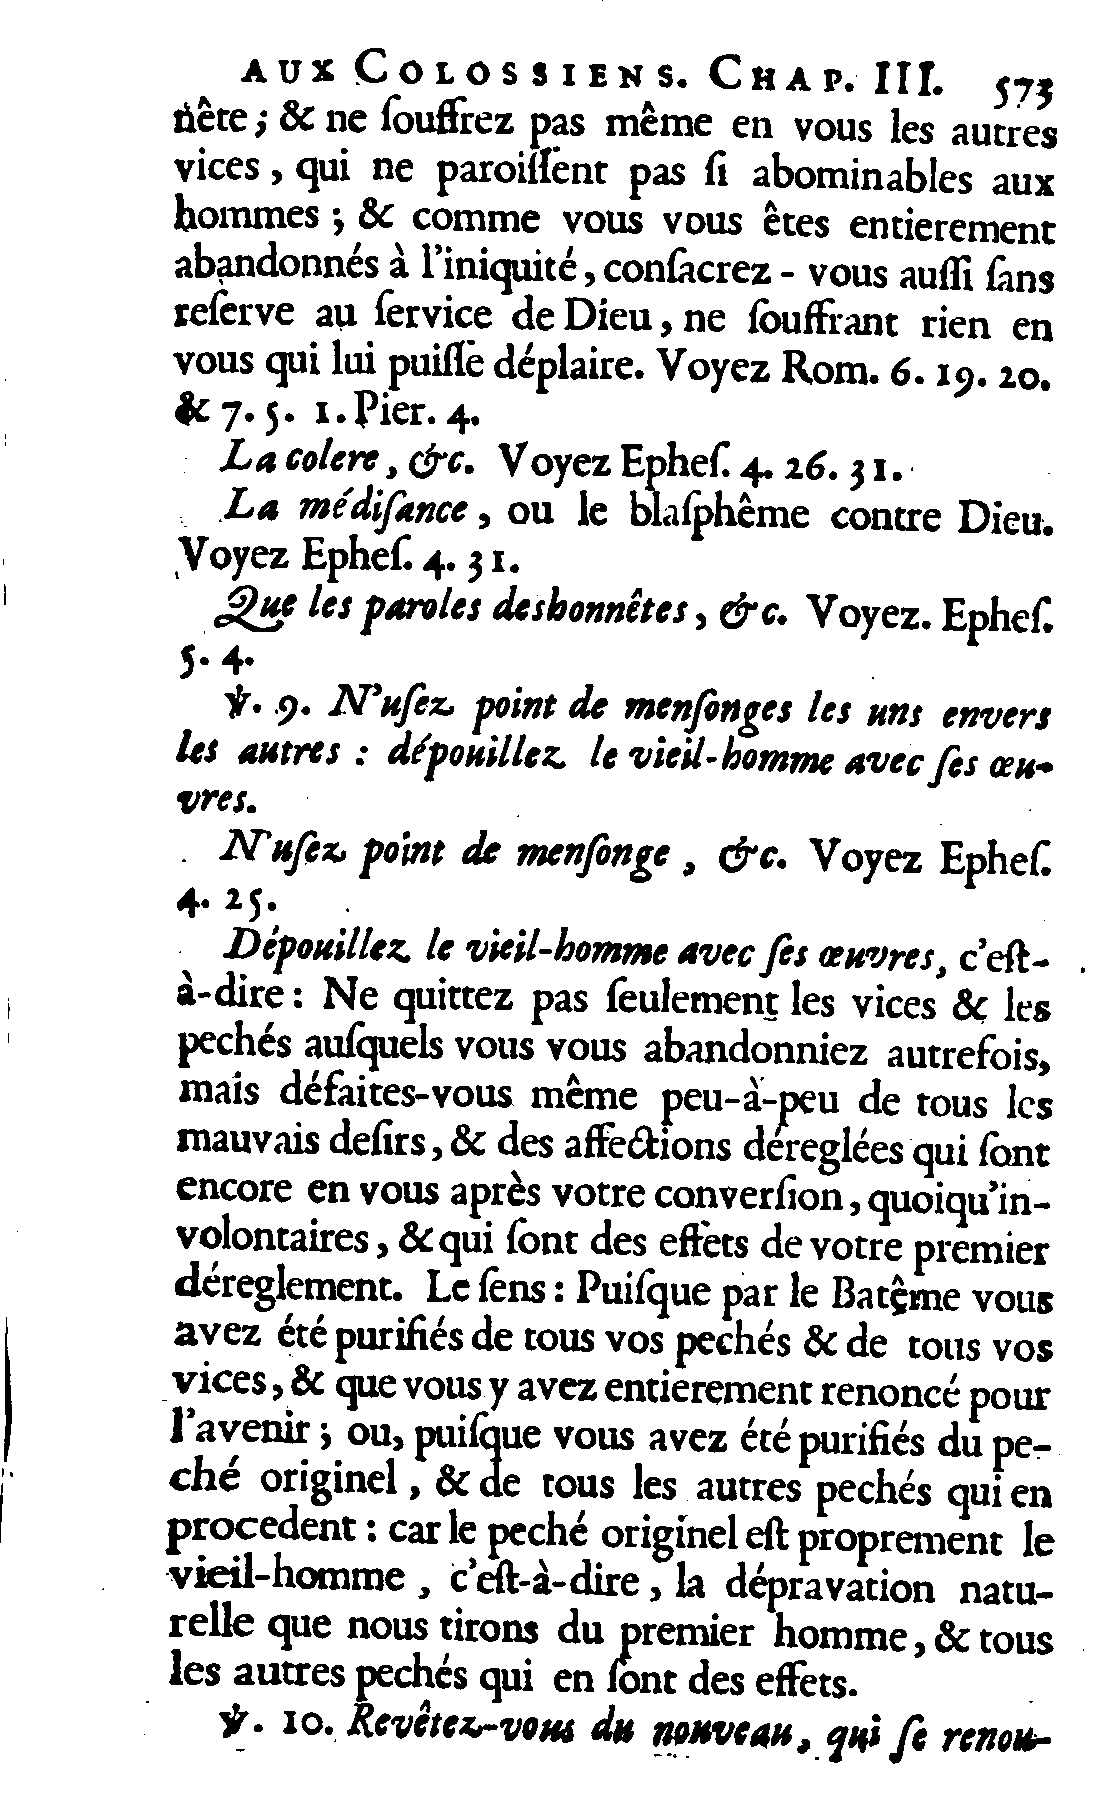 AUX COLOSSIENS. CHAP. III. 573
nête; & ne ſouffrez pas même en vous les autres
vices, qui ne paroiſſent pas ſi abominables aux
hommes; & comme vous vous êtes entierement
abandonnés à l'iniquité, conſacrez-vous auſſi ſans
reſerve au ſervice de Dieu, ne ſouffrant rien en
vous qui lui puiſſe déplaire. Voyez Rom. 6. 19. 20.
& 7. 5. 1. Pier. 4.
La colere, &c. Voyez Epheſ. 4. 26. 31.
La médiſance, ou le blaſphême contre Dieu.
Voyez Epheſ. 4. 31.
Que les paroles deshonnêtes, &c. Voyez. Epheſ.
5. 4.
℣. 9. N'uſez point de menſonges les uns envers
les autres : dépouillez le vieil-homme avec ſes œu-
vres.
N'uſez point de menſonge, &c. Voyez Epheſ.
4. 25.
Dépouillez le vieil-homme avec ſes œuvres, c'eſt-
à-dire : Ne quittez pas ſeulement les vices & les
pechés auſquels vous vous abandonniez autrefois,
mais défaites-vous même peu-à-peu de tous les
mauvais deſirs, & des affections déreglées qui ſont
encore en vous après votre converſion, quoiqu'in-
volontaires, & qui ſont des effets de votre premier
déreglement. Le ſens : Puiſque par le Batême vous
avez été purifiés de tous vos pechés & de tous vos
vices, & que vous y avez entierement renoncé pour
l'avenir; ou, puiſque vous avez été purifiés du pe-
ché originel, & de tous les autres pechés qui en
procedent : car le peché originel eſt proprement le
vieil-homme, c'eſt-à-dire, la dépravation natu-
relle que nous tirons du premier homme, & tous
les autres pechés qui en ſont des effets.
℣. 10. Revêtez-vous du nouveau, qui ſe renou-